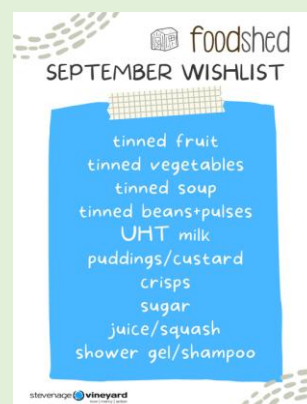 foodshed
SEPTEMBER WISHLIST
tinned fruit
tinned vegetables
tinned soup
tinned beans+pulses
UHT milk
puddings/custard
crisps
sugar
juice/squash
shower gel/shampoo
stevenage vineyard